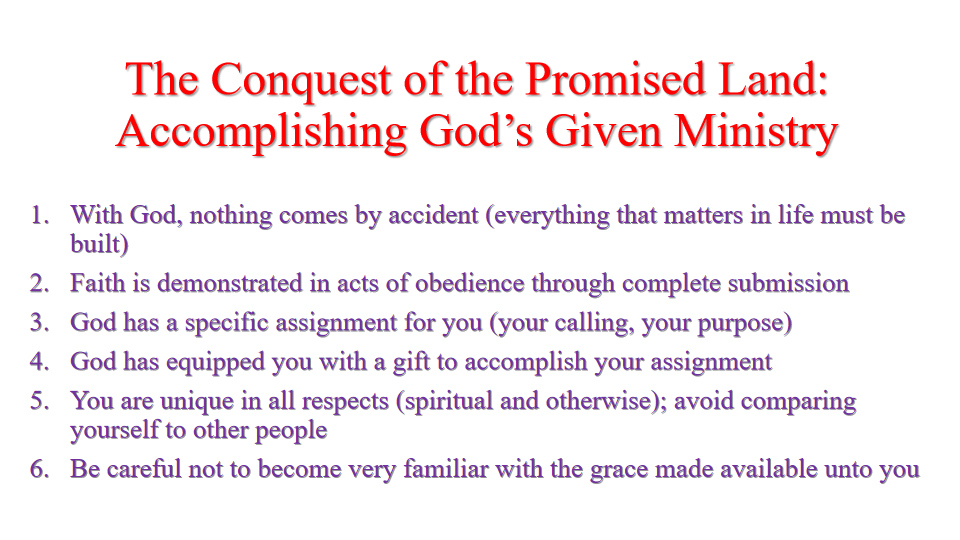 The Conquest of the Promised Land:
Accomplishing God’s Given Ministry
1. With God, nothing comes by accident (everything that matters in life must be
built)
2. Faith is demonstrated in acts of obedience through complete submission
3. God has a specific assignment for you (your calling, your purpose)
4. God has equipped you with a gift to accomplish your assignment
5. You are unique in all respects (spiritual and otherwise); avoid comparing
yourself to other people
6. Be careful not to become very familiar with the grace made available unto you